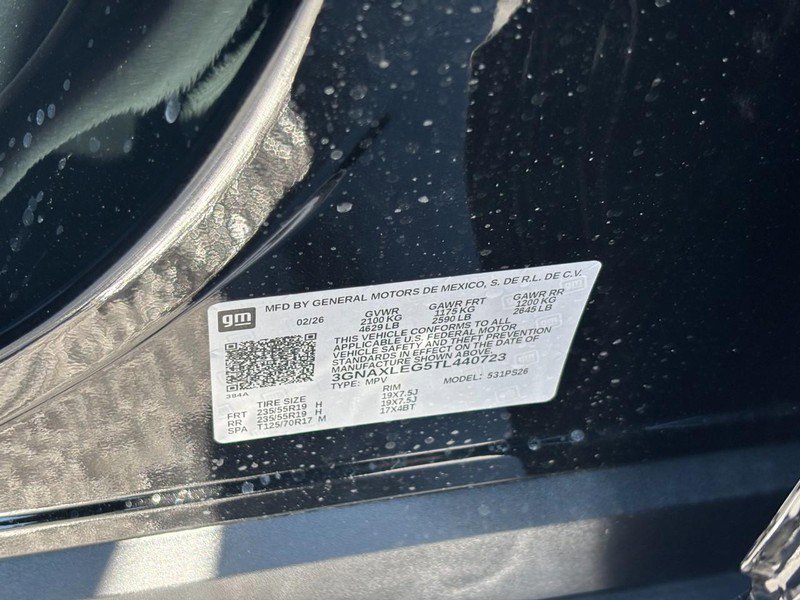 gm
MFD BY GENERAL MOTORS DE MEXICO, S. DE R.L. DE C.V.
02/26 GVWR GAWR FRT GAWR RR
2100 KG 1175 KG 1200 KG
4629 LB 2590 LB 2645 LB
THIS VEHICLE CONFORMS TO ALL
APPLICABLE U.S. FEDERAL MOTOR
VEHICLE SAFETY AND THEFT PREVENTION
STANDARDS IN EFFECT ON THE DATE OF
MANUFACTURE SHOWN ABOVE.
3GNAXLEG5TL440723
TYPE: MPV MODEL: 531PS26
384A
TIRE SIZE RIM
FRT 235/55R19 H 19X7.5J
RR 235/55R19 H 19X7.5J
SPA T125/70R17 M 17X4BT